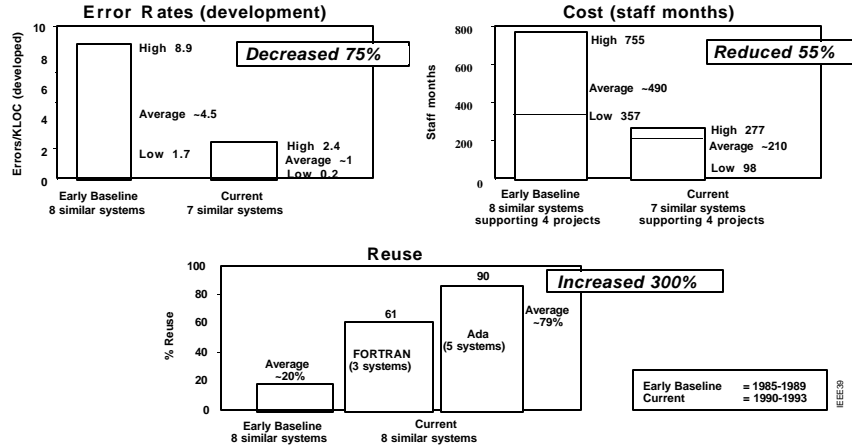 Error Rates (development)
Errors/KLOC (developed)
10
8
6
4
2
0
High 8.9
Average ~4.5
Low 1.7
Decreased 75%
High 2.4
Average ~1
Low 0.2
Early Baseline
8 similar systems
Current
7 similar systems
Cost (staff months)
Staff months
800
600
400
200
0
High 755
Average ~490
Low 357
Reduced 55%
High 277
Average ~210
Low 98
Early Baseline
8 similar systems
supporting 4 projects
Current
7 similar systems
supporting 4 projects
Reuse
% Reuse
100
80
60
40
20
0
Average
~20%
61
FORTRAN
(3 systems)
90
Ada
(5 systems)
Increased 300%
Average
~79%
Early Baseline
8 similar systems
Current
8 similar systems
Early Baseline = 1985-1989
Current = 1990-1993
IEEE39